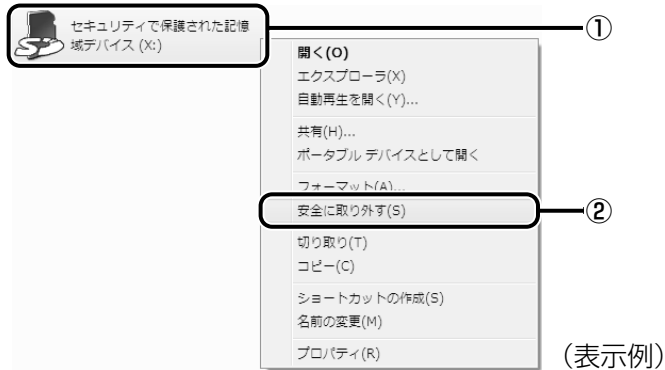 セキュリティで保護された記憶
域デバイス (X:)
①
開く(O)
エクスプローラ(X)
自動再生を開く(Y)...
共有(H)...
ポータブル デバイスとして開く
フォーマット(A)...
安全に取り外す(S)
②
切り取り(T)
コピー(C)
ショートカットの作成(S)
名前の変更(M)
プロパティ(R)
（表示例）